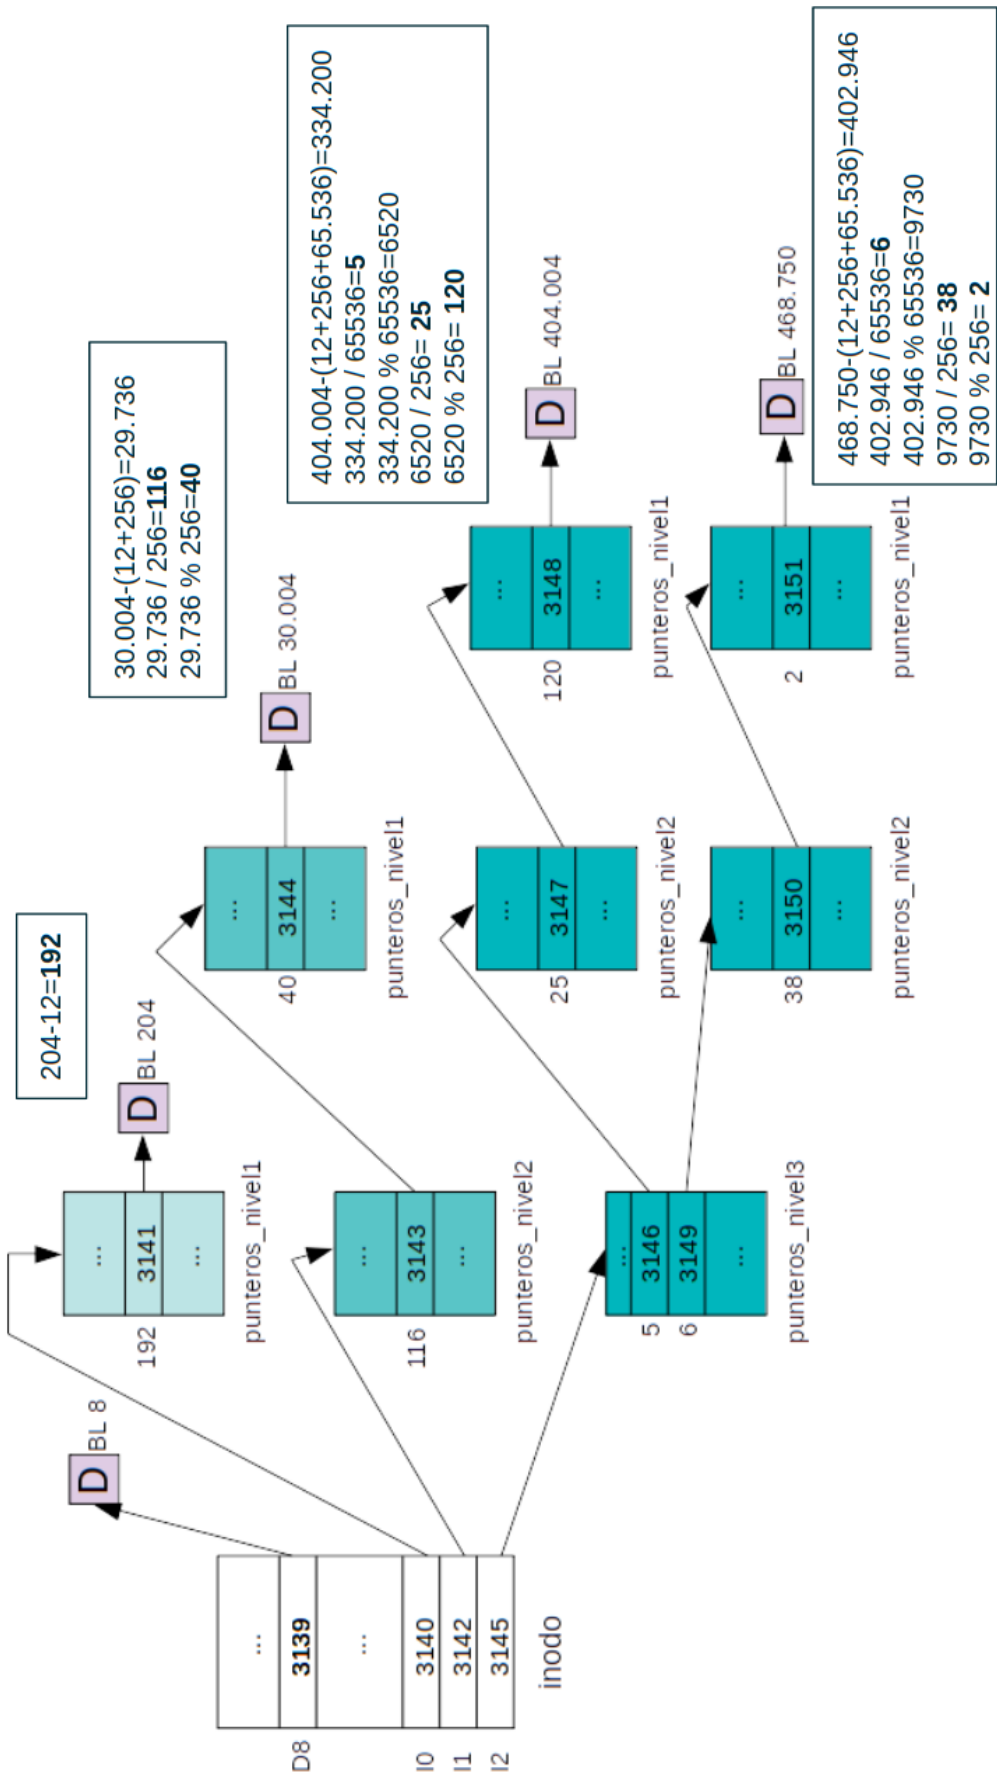 204-12=192
30.004-(12+256)=29.736
29.736 / 256=116
29.736 % 256=40
404.004-(12+256+65.536)=334.200
334.200 / 65536=5
334.200 % 65536=6520
6520 / 256= 25
6520 % 256= 120
468.750-(12+256+65.536)=402.946
402.946 / 65536=6
402.946 % 65536=9730
9730 / 256= 38
9730 % 256= 2
D BL 8
...
D8 3139
...
I0 3140
I1 3142
I2 3145
inodo
...
192 3141
...
punteros_nivel1
D BL 204
...
116 3143
...
punteros_nivel2
...
40 3144
...
punteros_nivel1
D BL 30.004
...
5 3146
6 3149
...
punteros_nivel3
...
25 3147
...
punteros_nivel2
...
120 3148
...
punteros_nivel1
D BL 404.004
...
38 3150
...
punteros_nivel2
...
2 3151
...
punteros_nivel1
D BL 468.750